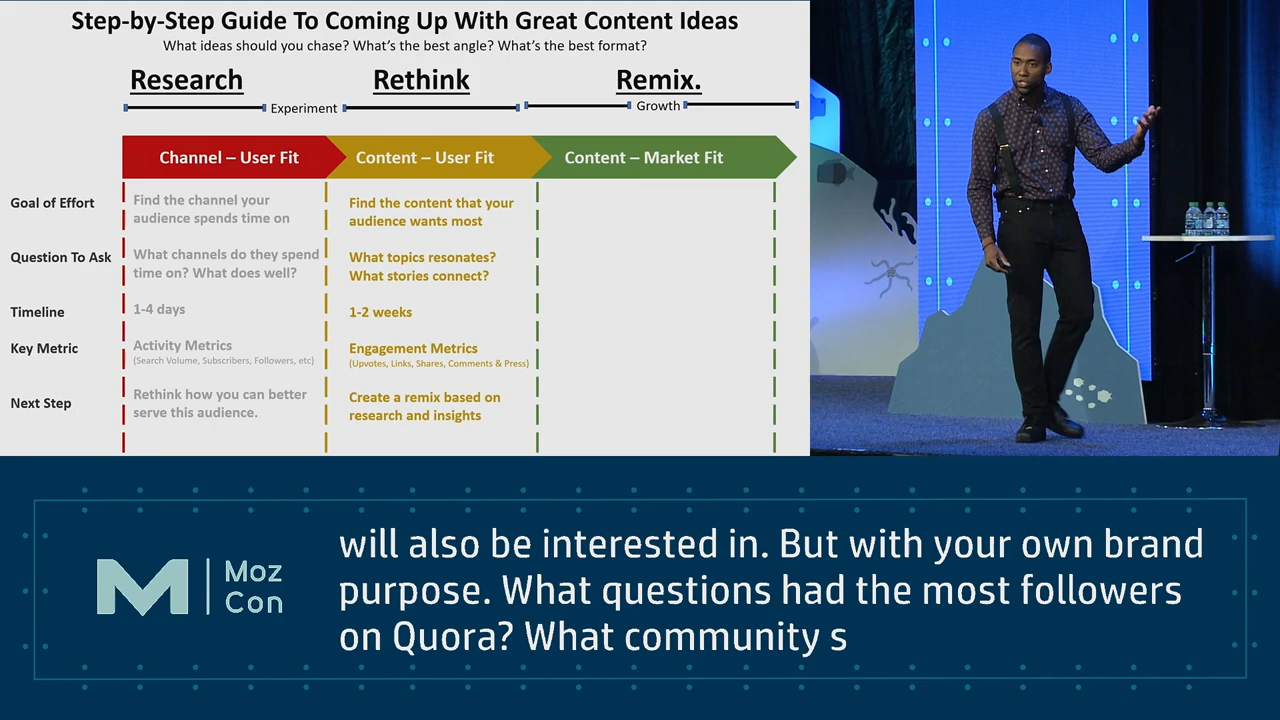 Step-by-Step Guide To Coming Up With Great Content Ideas
What ideas should you chase? What's the best angle? What's the best format?
Research
Rethink
Remix.
Experiment
Growth
Channel – User Fit
Content – User Fit
Content – Market Fit
Goal of Effort
Find the channel your
audience spends time on
Find the content that your
audience wants most
Question To Ask
What channels do they spend
time on? What does well?
What topics resonates?
What stories connect?
Timeline
1-4 days
1-2 weeks
Key Metric
Activity Metrics
(Search Volume, Subscribers, Followers, etc)
Engagement Metrics
(Upvotes, Links, Shares, Comments & Press)
Next Step
Rethink how you can better
serve this audience.
Create a remix based on
research and insights
Moz
Con
will also be interested in. But with your own brand
purpose. What questions had the most followers
on Quora? What community s